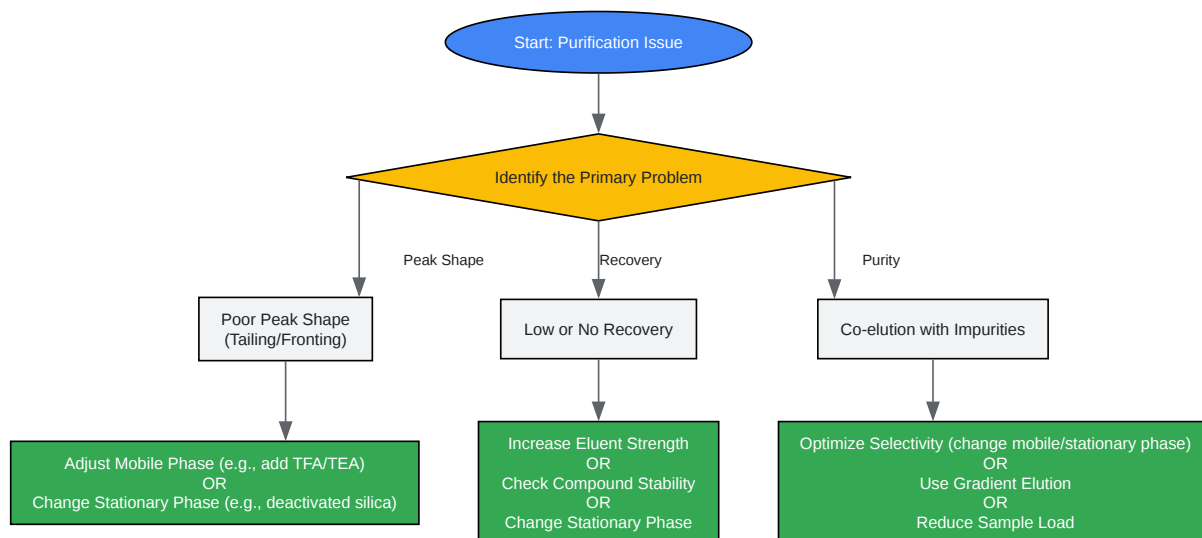 Start: Purification Issue
Identify the Primary Problem
Peak Shape
Recovery
Purity
Poor Peak Shape
(Tailing/Fronting)
Low or No Recovery
Co-elution with Impurities
Adjust Mobile Phase (e.g., add TFA/TEA)
OR
Change Stationary Phase (e.g., deactivated silica)
Increase Eluent Strength
OR
Check Compound Stability
OR
Change Stationary Phase
Optimize Selectivity (change mobile/stationary phase)
OR
Use Gradient Elution
OR
Reduce Sample Load